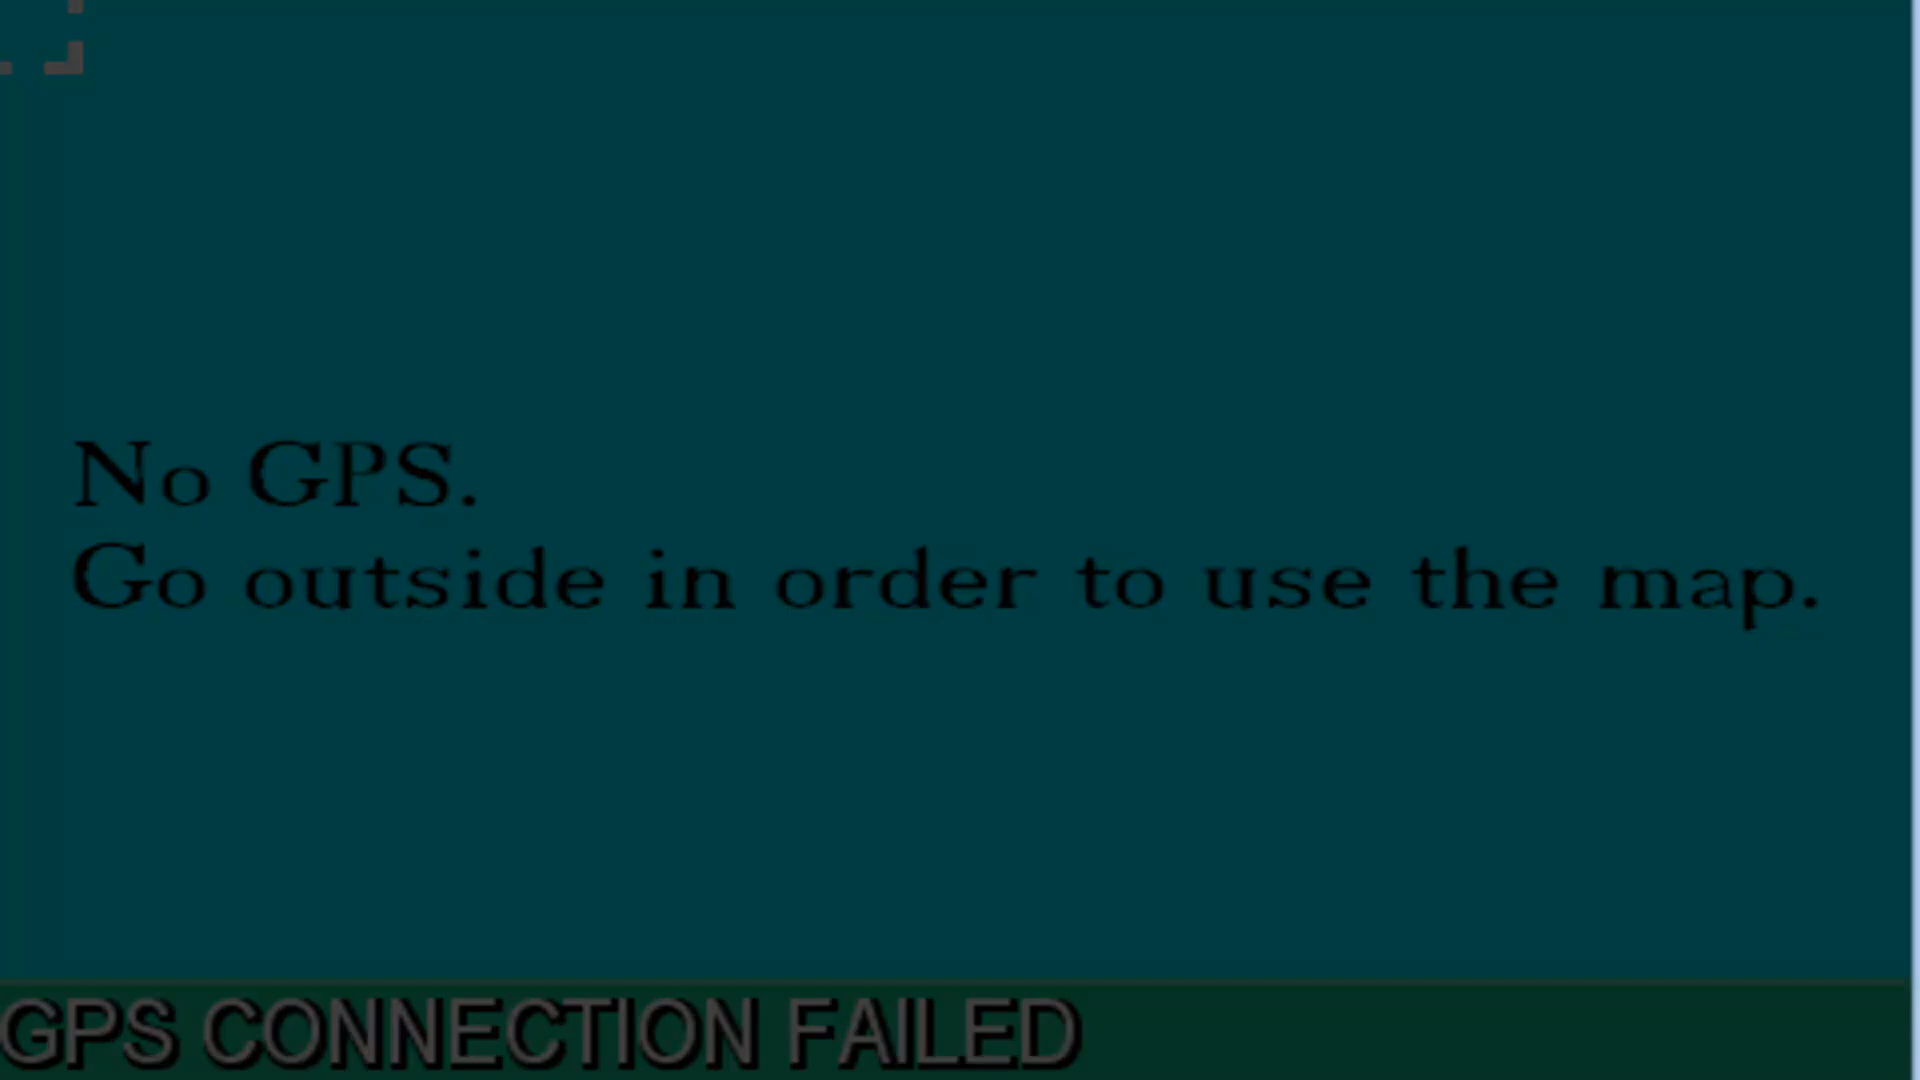 No GPS.
Go outside in order to use the map.
GPS CONNECTION FAILED